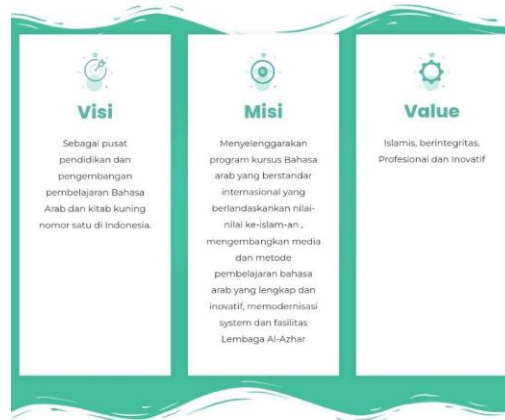 Visi
Sebagai pusat
pendidikan dan
pengembangan
pembelajaran Bahasa
Arab dan kitab kuning
nomor satu di Indonesia.
Misi
Menyelenggarakan
program kursus Bahasa
arab yang berstandar
internasional yang
berlandaskankan nilai-
nilai ke-islam-an ,
mengembangkan media
dan metode
pembelajaran bahasa
arab yang lengkap dan
inovatif, memodernisasi
system dan fasilitas
Lembaga Al-Azhar
Value
Islamis, berintegritas,
Profesional dan Inovatif